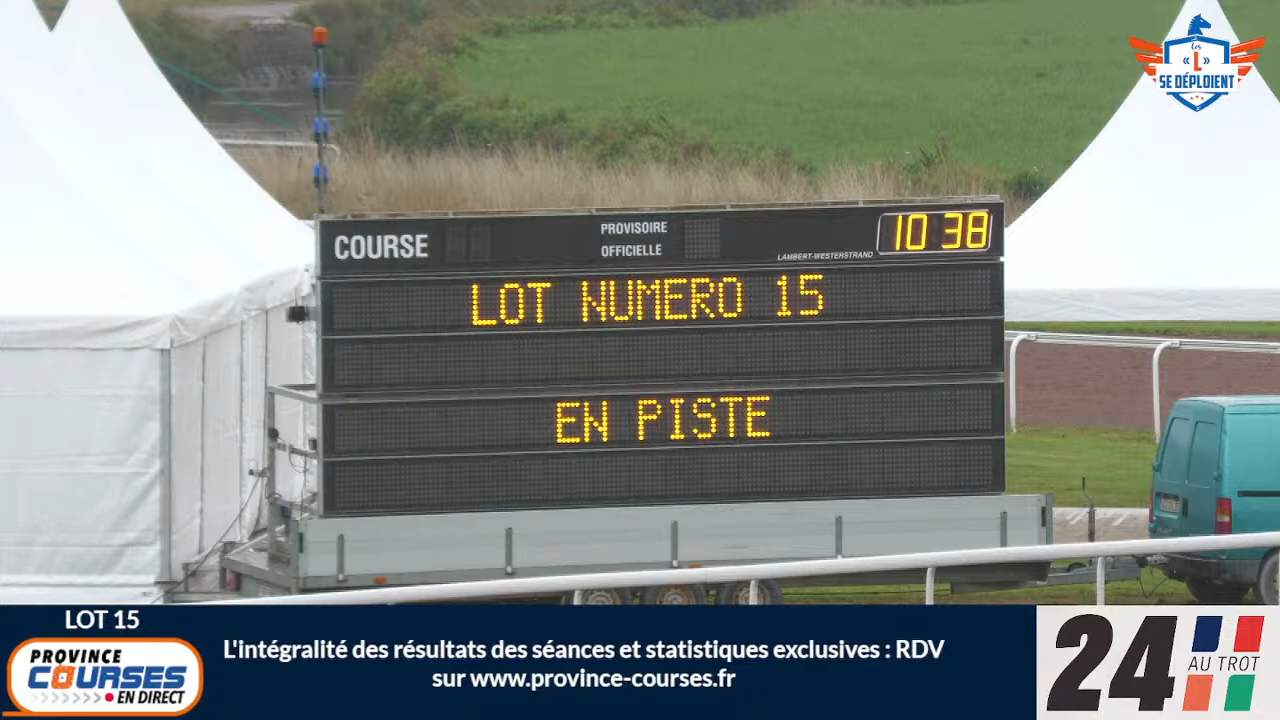 Les
« L »
SE DÉPLOIENT
COURSE
PROVISOIRE
OFFICIELLE
LAMBERT-WESTERSTRAND
10 38
LOT NUMERO 15
EN PISTE
LOT 15
PROVINCE
COURSES
EN DIRECT
L'intégralité des résultats des séances et statistiques exclusives : RDV
sur www.province-courses.fr
24
AU TROT